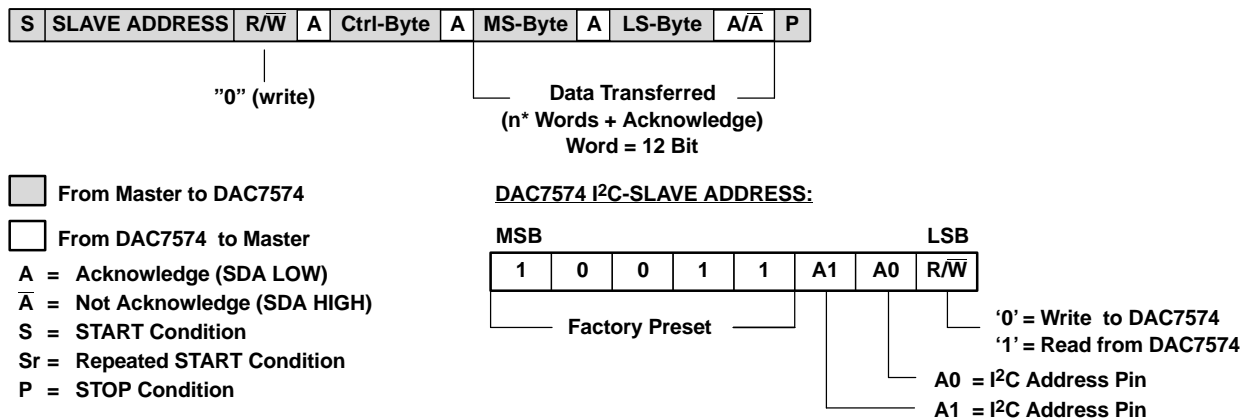 S SLAVE ADDRESS R/W̅ A Ctrl-Byte A MS-Byte A LS-Byte A/A̅ P
”0” (write)
Data Transferred
(n* Words + Acknowledge)
Word = 12 Bit
From Master to DAC7574
From DAC7574 to Master
A = Acknowledge (SDA LOW)
A̅ = Not Acknowledge (SDA HIGH)
S = START Condition
Sr = Repeated START Condition
P = STOP Condition
DAC7574 I²C-SLAVE ADDRESS:
MSB LSB
1 0 0 1 1 A1 A0 R/W̅
Factory Preset
‘0’ = Write to DAC7574
‘1’ = Read from DAC7574
A0 = I²C Address Pin
A1 = I²C Address Pin